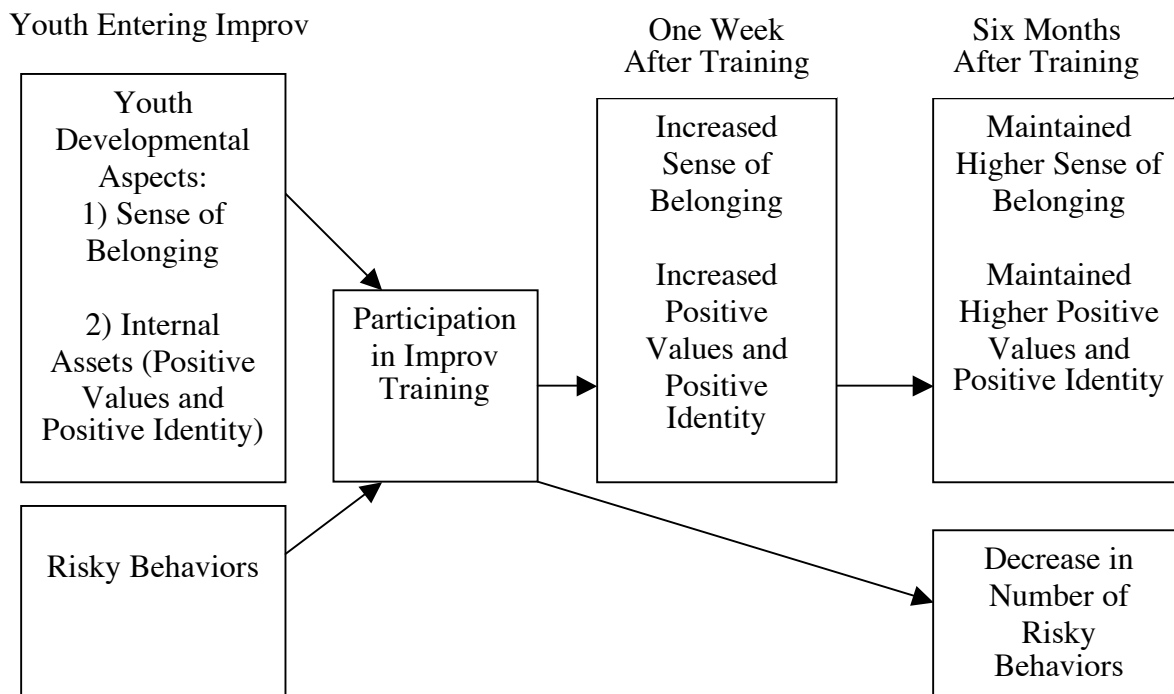 Youth Entering Improv
One Week
After Training
Six Months
After Training
Youth
Developmental
Aspects:
1) Sense of
Belonging
2) Internal
Assets (Positive
Values and
Positive Identity)
Risky Behaviors
Participation
in Improv
Training
Increased
Sense of
Belonging
Increased
Positive
Values and
Positive
Identity
Maintained
Higher Sense of
Belonging
Maintained
Higher Positive
Values and
Positive Identity
Decrease in
Number of
Risky
Behaviors